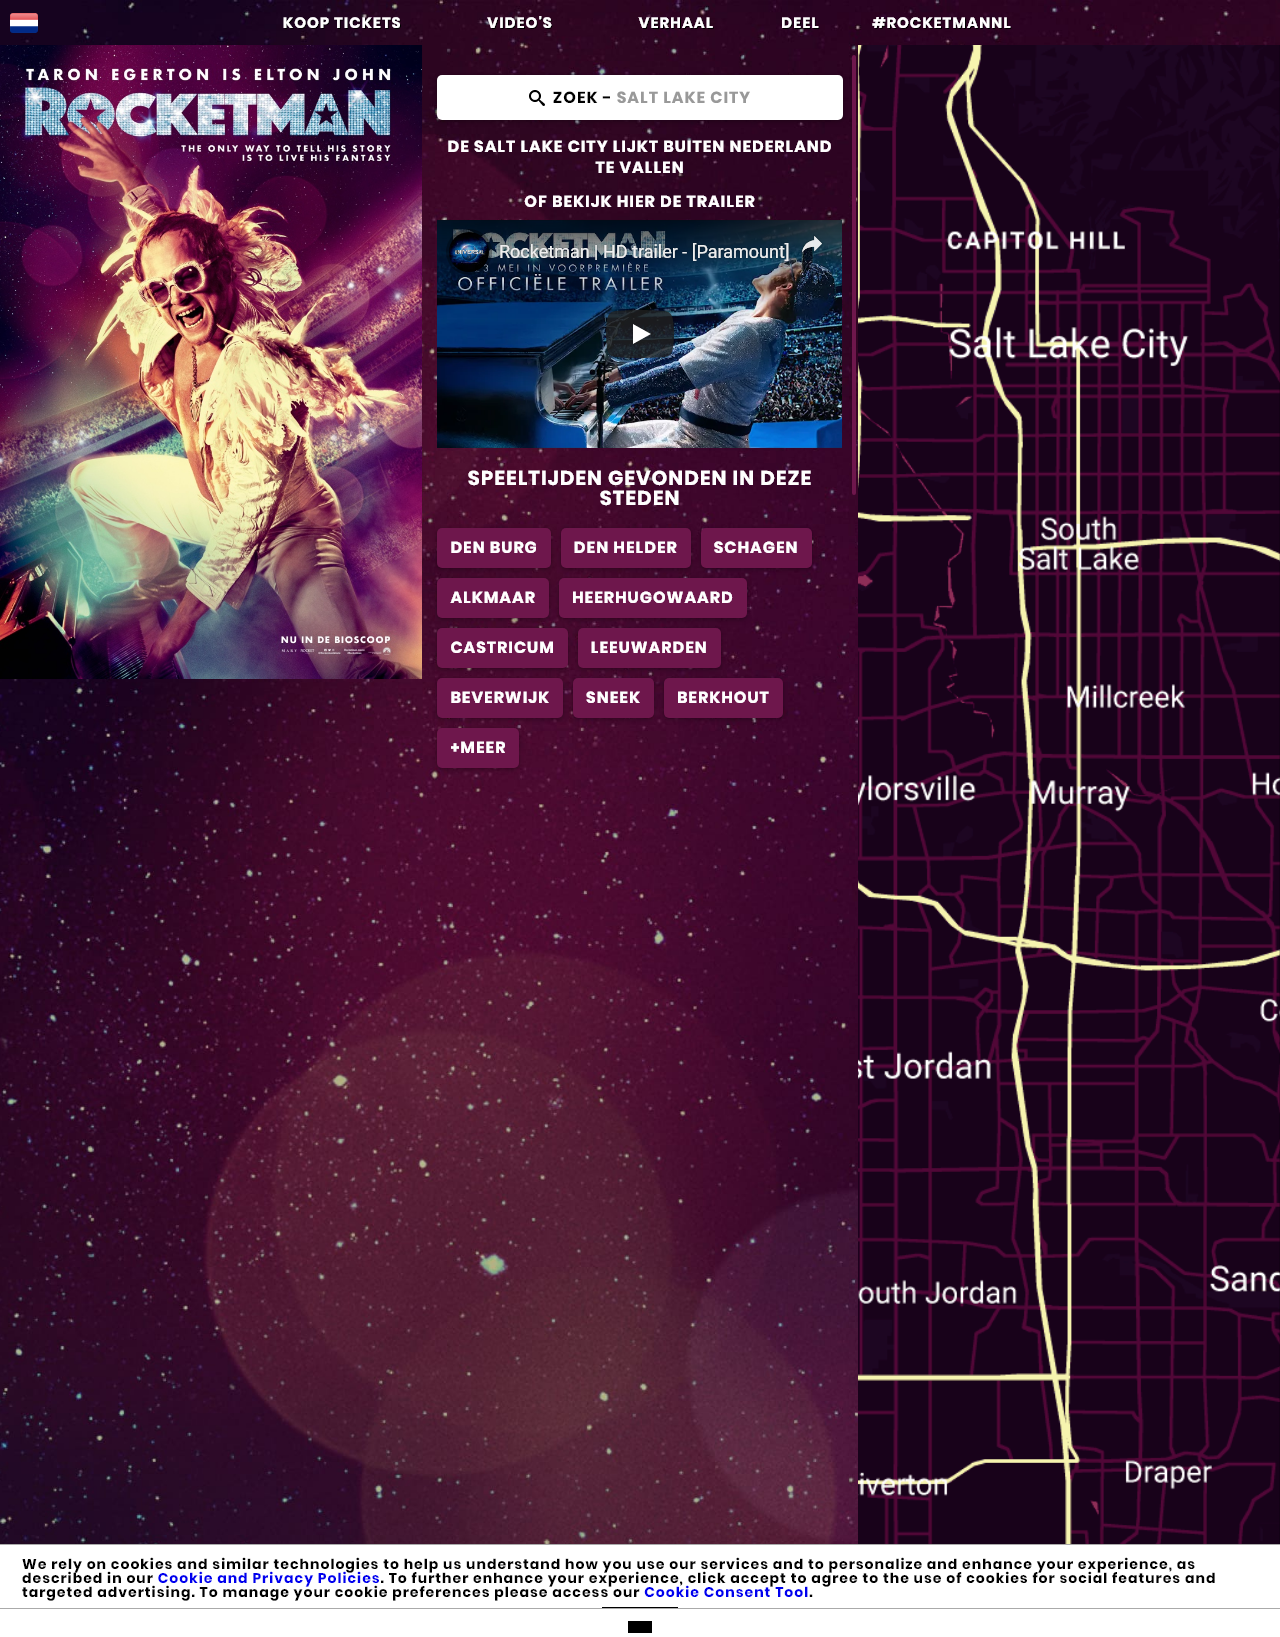 KOOP TICKETS
VIDEO'S
VERHAAL
DEEL
#ROCKETMANNL
TARON EGERTON IS ELTON JOHN
ROCKETMAN
THE ONLY WAY TO TELL HIS STORY
IS TO LIVE HIS FANTASY
NU IN DE BIOSCOOP
ZOEK - SALT LAKE CITY
DE SALT LAKE CITY LIJKT BUITEN NEDERLAND
TE VALLEN
OF BEKIJK HIER DE TRAILER
ROCKETMAN
Rocketman | HD trailer - [Paramount]
MEI IN VOORPREMIÈRE
OFFICIËLE TRAILER
SPEELTIJDEN GEVONDEN IN DEZE
STEDEN
DEN BURG
DEN HELDER
SCHAGEN
ALKMAAR
HEERHUGOWAARD
CASTRICUM
LEEUWARDEN
BEVERWIJK
SNEEK
BERKHOUT
+MEER
CAPITOL HILL
Salt Lake City
South
Salt Lake
Millcreek
ylorsville
Murray
Ho
C
st Jordan
outh Jordan
Sand
iverton
Draper
We rely on cookies and similar technologies to help us understand how you use our services and to personalize and enhance your experience, as
described in our Cookie and Privacy Policies. To further enhance your experience, click accept to agree to the use of cookies for social features and
targeted advertising. To manage your cookie preferences please access our Cookie Consent Tool.